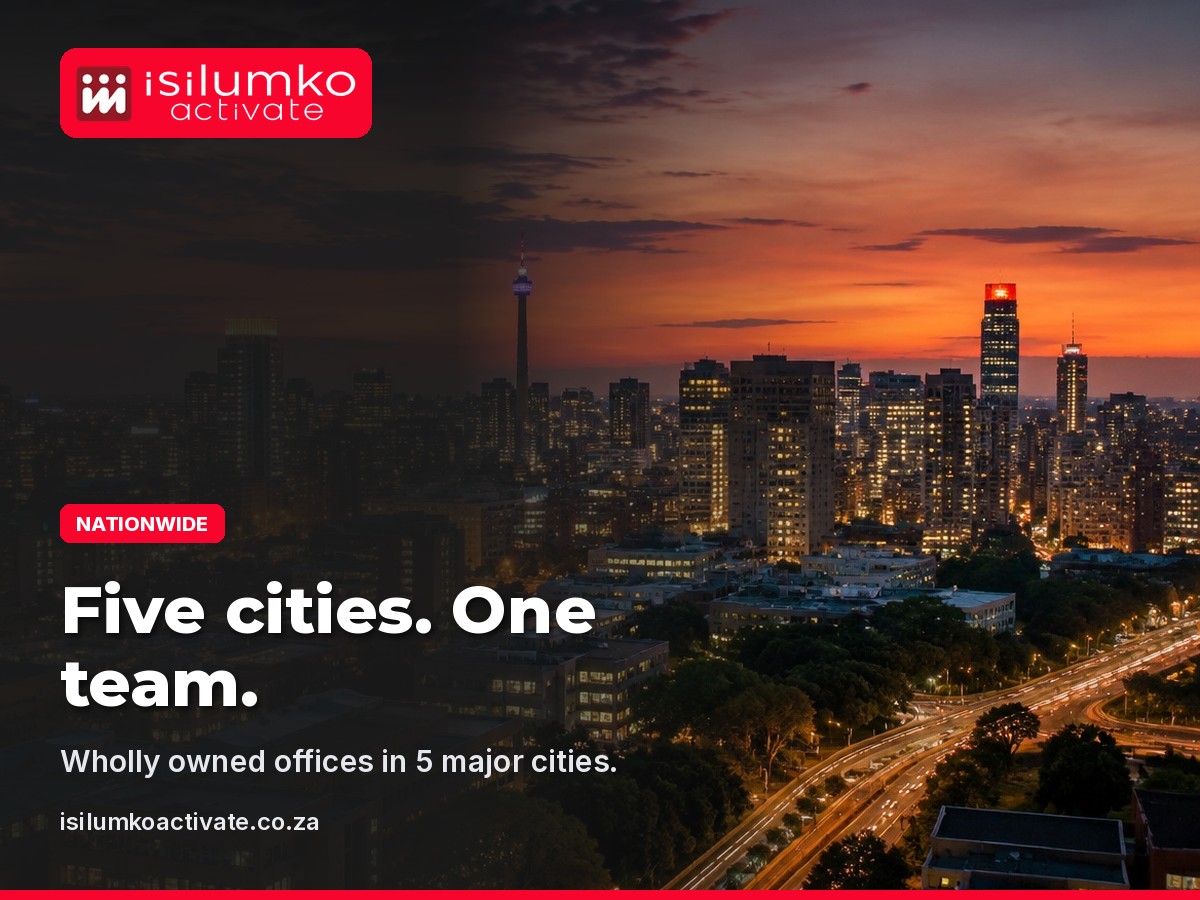 isilumko
activate
NATIONWIDE
Five cities. One
team.
Wholly owned offices in 5 major cities.
isilumkoactivate.co.za